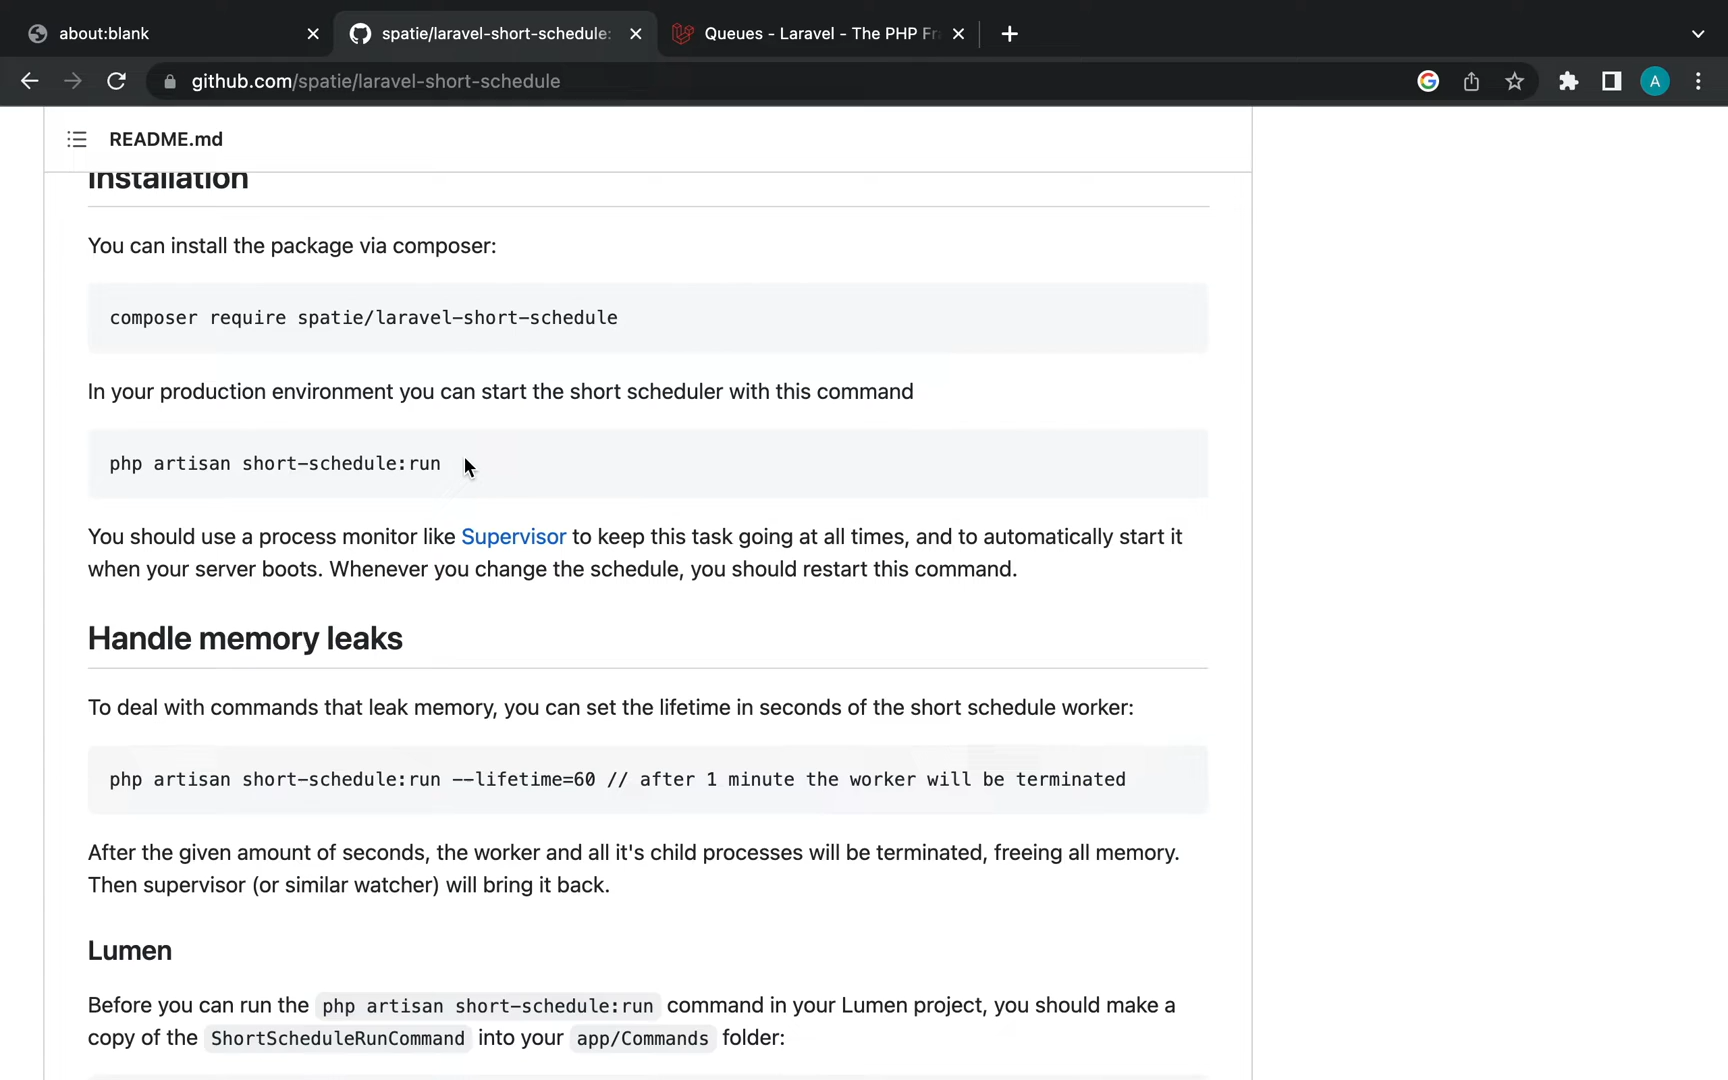 about:blank
spatie/laravel-short-schedule:
Queues - Laravel - The PHP Fr
github.com/spatie/laravel-short-schedule
A
README.md
Installation
You can install the package via composer:
composer require spatie/laravel-short-schedule
In your production environment you can start the short scheduler with this command
php artisan short-schedule:run
You should use a process monitor like Supervisor to keep this task going at all times, and to automatically start it
when your server boots. Whenever you change the schedule, you should restart this command.
Handle memory leaks
To deal with commands that leak memory, you can set the lifetime in seconds of the short schedule worker:
php artisan short-schedule:run --lifetime=60 // after 1 minute the worker will be terminated
After the given amount of seconds, the worker and all it's child processes will be terminated, freeing all memory.
Then supervisor (or similar watcher) will bring it back.
Lumen
Before you can run the php artisan short-schedule:run command in your Lumen project, you should make a
copy of the ShortScheduleRunCommand into your app/Commands folder: